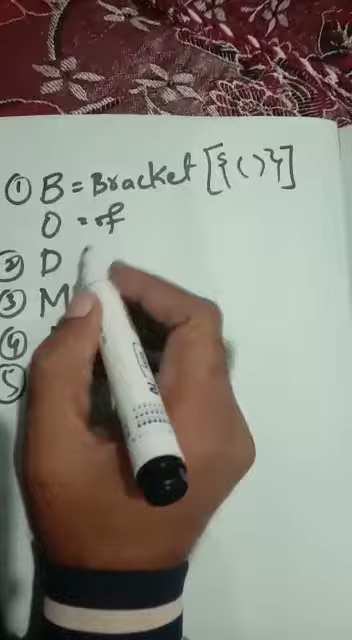 ① B = Bracket [{()}]
O = of
② D
③ M
④
⑤